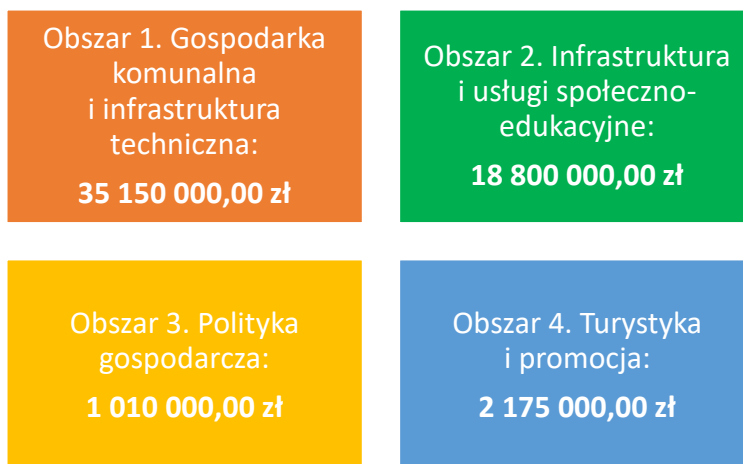 Obszar 1. Gospodarka
komunalna
i infrastruktura
techniczna:
35 150 000,00 zł
Obszar 2. Infrastruktura
i usługi społeczno-
edukacyjne:
18 800 000,00 zł
Obszar 3. Polityka
gospodarcza:
1 010 000,00 zł
Obszar 4. Turystyka
i promocja:
2 175 000,00 zł